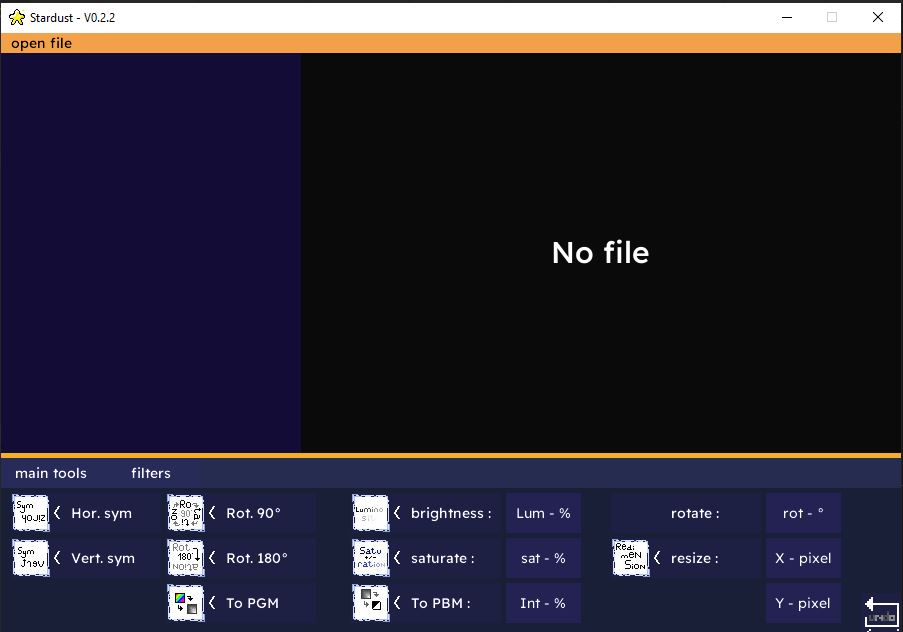 Stardust - V0.2.2
open file
No file
main tools filters
Hor. sym Rot. 90° brightness : Lum - % rotate : rot - °
Vert. sym Rot. 180° saturate : sat - % resize : X - pixel
To PGM To PBM : Int - % Y - pixel
undo